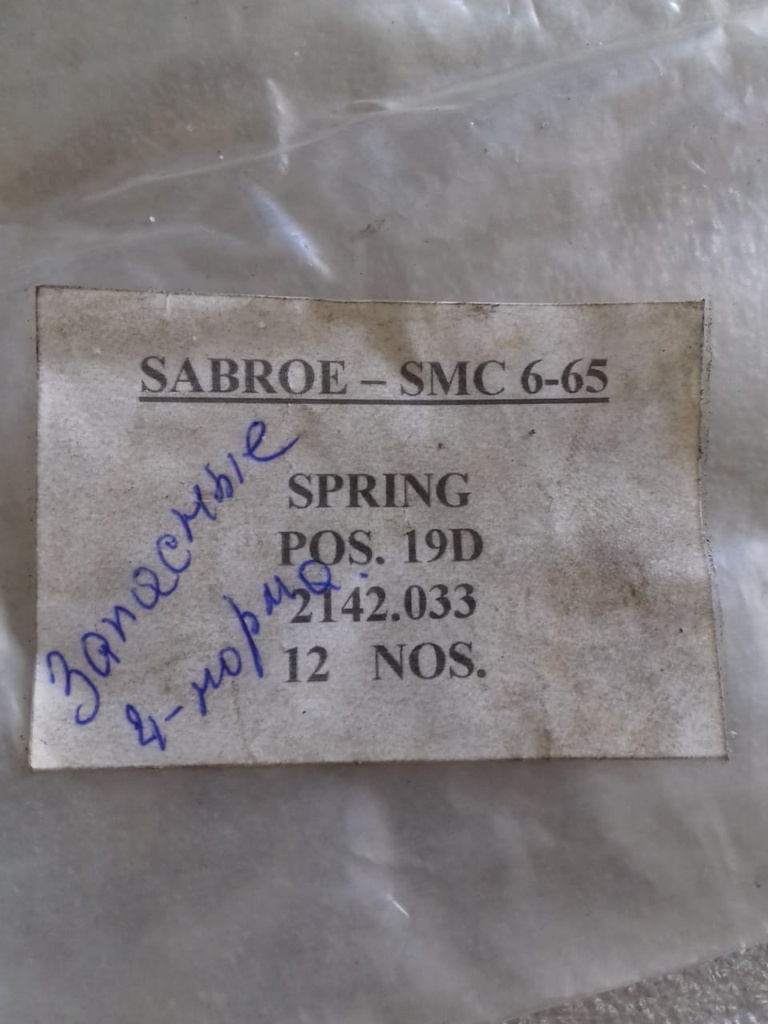 SABROE – SMC 6-65
SPRING
POS. 19D
2142.033
12 NOS.
Запасные
4-норма.